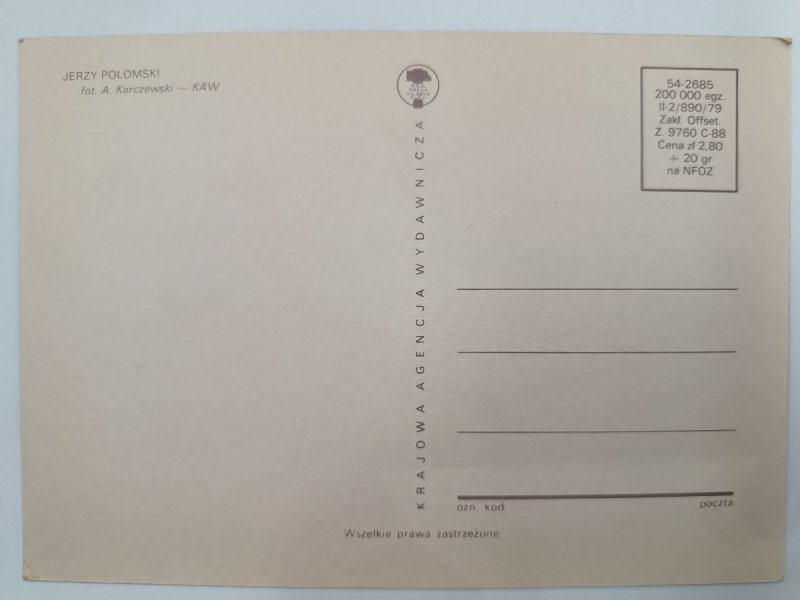 JERZY POŁOMSKI
fot. A. Karczewski — KAW
KRAJOWA AGENCJA WYDAWNICZA
54-2685
200 000 egz.
II-2/890/79
Zakł. Offset.
Z. 9760 C-88
Cena zł 2,80
+ 20 gr
na NFOZ
ozn. kod
poczta
Wszelkie prawa zastrzeżone